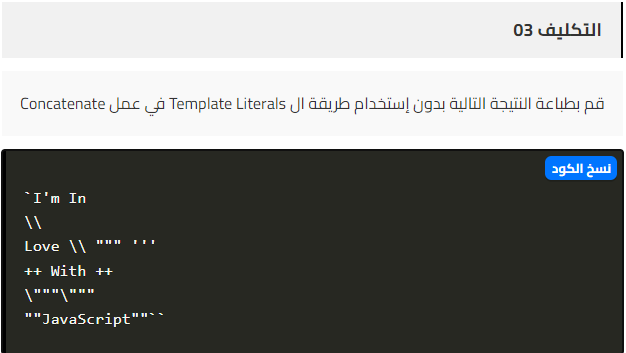 التكليف 03
قم بطباعة النتيجة التالية بدون إستخدام طريقة ال Template Literals في عمل Concatenate
نسخ الكود
`I'm In
\\
Love \\ """ '''
++ With ++
\"""\"""
""JavaScript""``